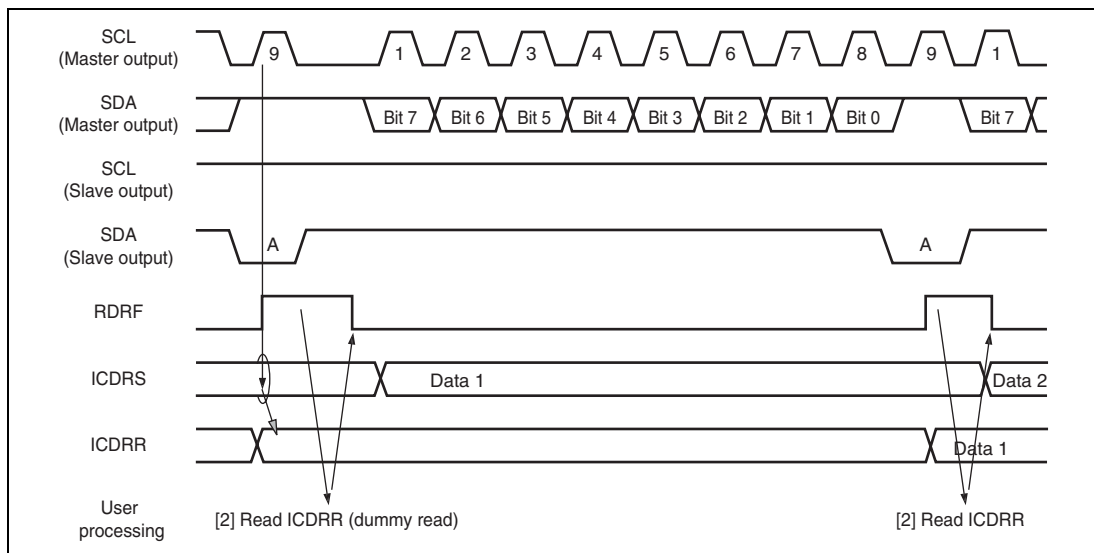 SCL
(Master output)
9 1 2 3 4 5 6 7 8 9 1
SDA
(Master output)
Bit 7 Bit 6 Bit 5 Bit 4 Bit 3 Bit 2 Bit 1 Bit 0 Bit 7
SCL
(Slave output)
SDA
(Slave output)
A A
RDRF
ICDRS
Data 1 Data 2
ICDRR
Data 1
User
processing
[2] Read ICDRR (dummy read) [2] Read ICDRR